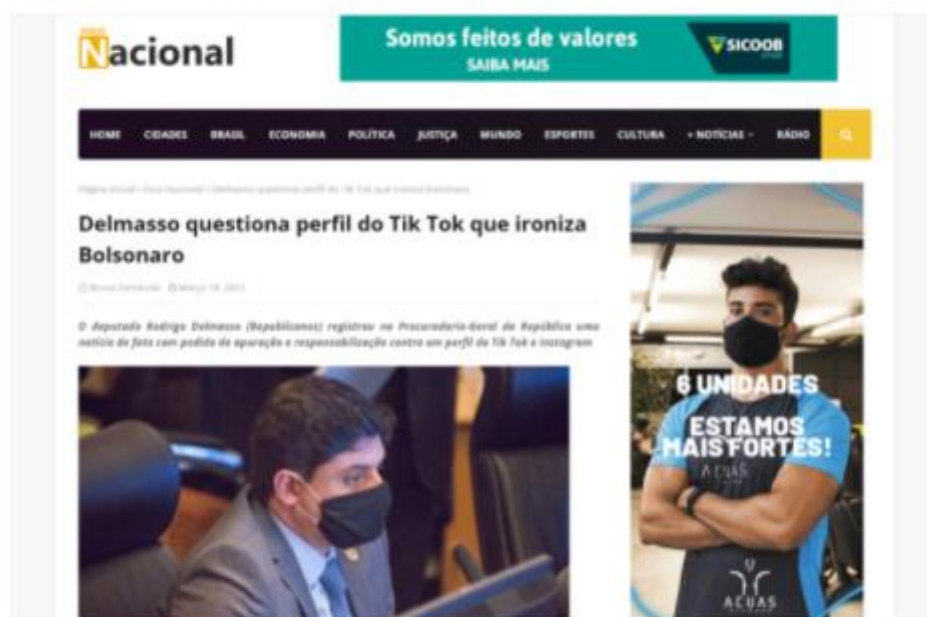 Nacional
Somos feitos de valores
SAIBA MAIS
SICOOB
HOME CIDADES BRASIL ECONOMIA POLÍTICA JUSTIÇA MUNDO ESPORTES CULTURA + NOTÍCIAS RÁDIO
Delmasso questiona perfil do Tik Tok que ironiza
Bolsonaro
O deputado Rodrigo Delmasso (Republicanos) registrou na Procuradoria-Geral da República uma
notícia de fato com pedido de apuração e responsabilização contra um perfil do Tik Tok e Instagram
6 UNIDADES
ESTAMOS
MAIS FORTES!
ACUAS
ACUAS